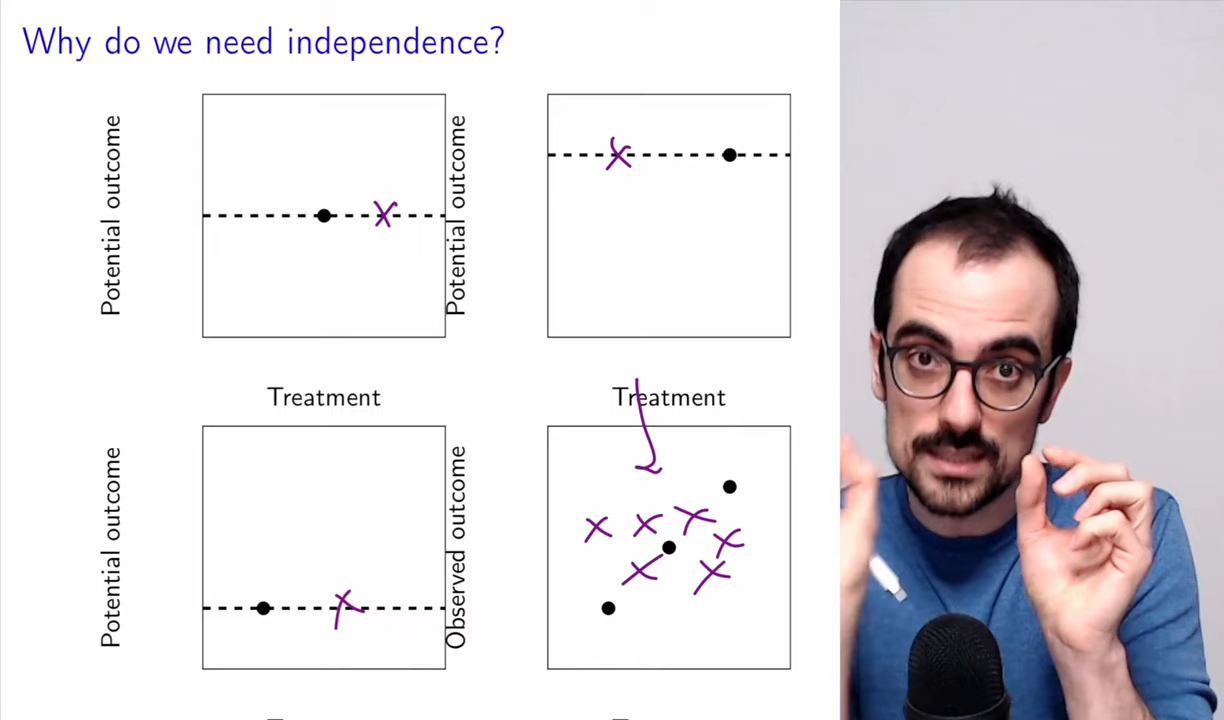 Why do we need independence?
Potential outcome
Potential outcome
Treatment
Treatment
Potential outcome
Observed outcome